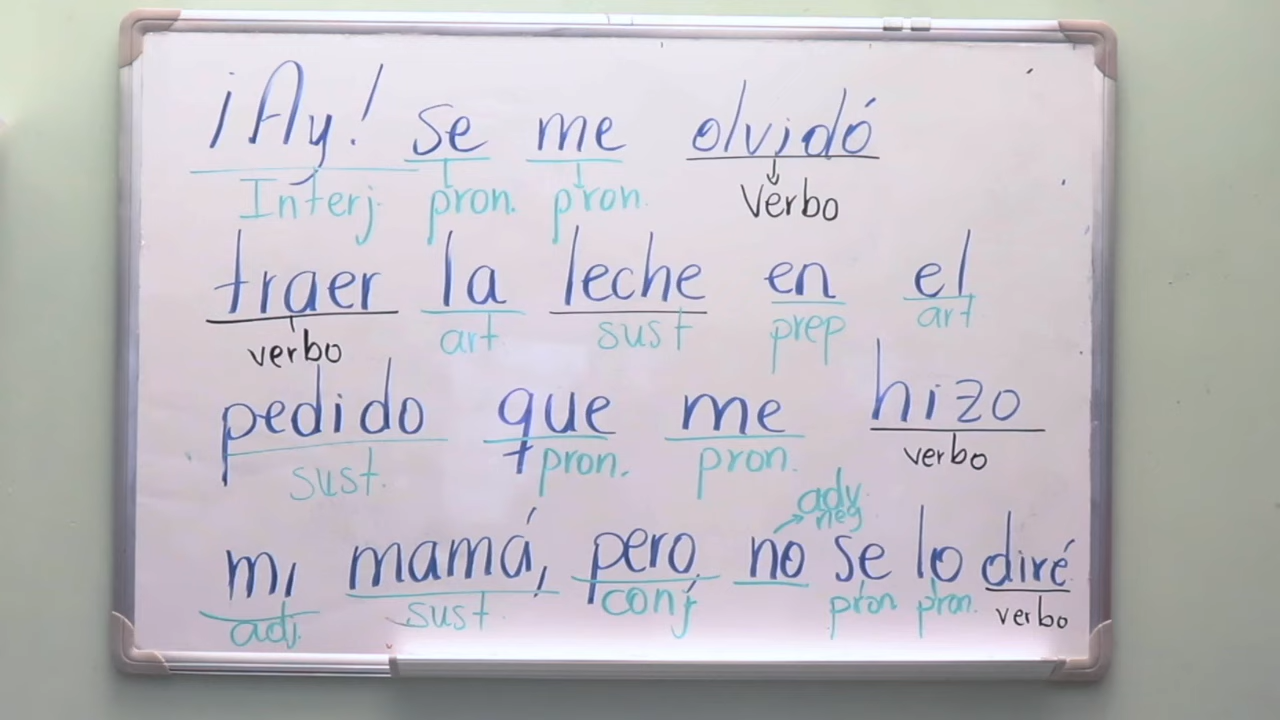 ¡Ay! se me olvidó
Interj. pron. pron. verbo
traer la leche en el
verbo art sust prep art
pedido que me hizo
sust. pron. pron. verbo
adv. neg
mi mamá, pero no se lo diré
adj. sust. conj pron pron. verbo